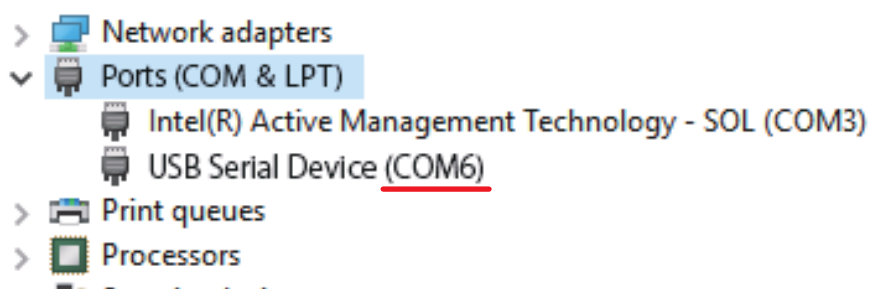 Network adapters
Ports (COM & LPT)
Intel(R) Active Management Technology - SOL (COM3)
USB Serial Device (COM6)
Print queues
Processors